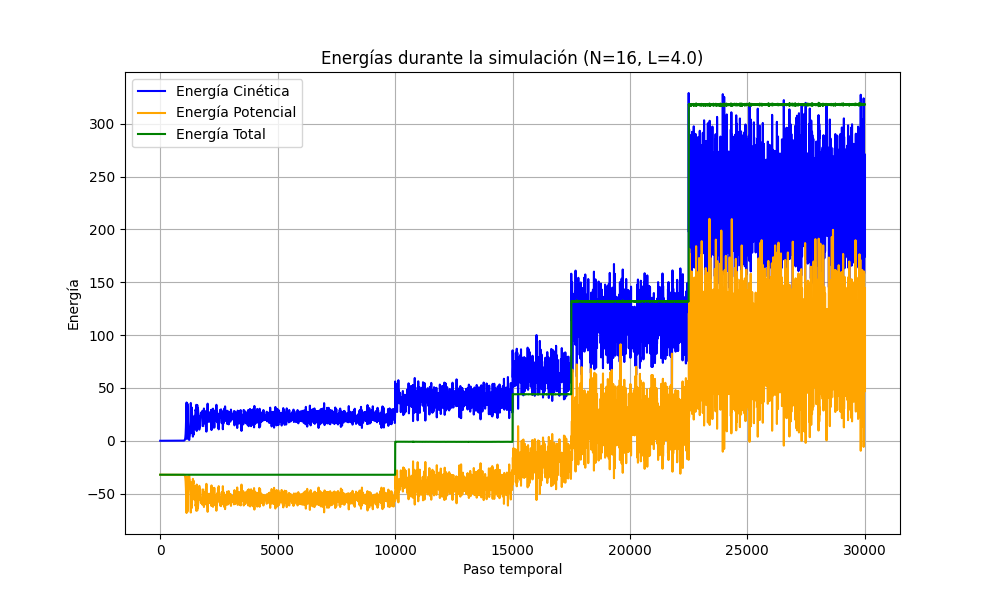 Energías durante la simulación (N=16, L=4.0)
Energía Cinética
Energía Potencial
Energía Total
300
250
200
150
100
50
0
−50
Energía
0 5000 10000 15000 20000 25000 30000
Paso temporal